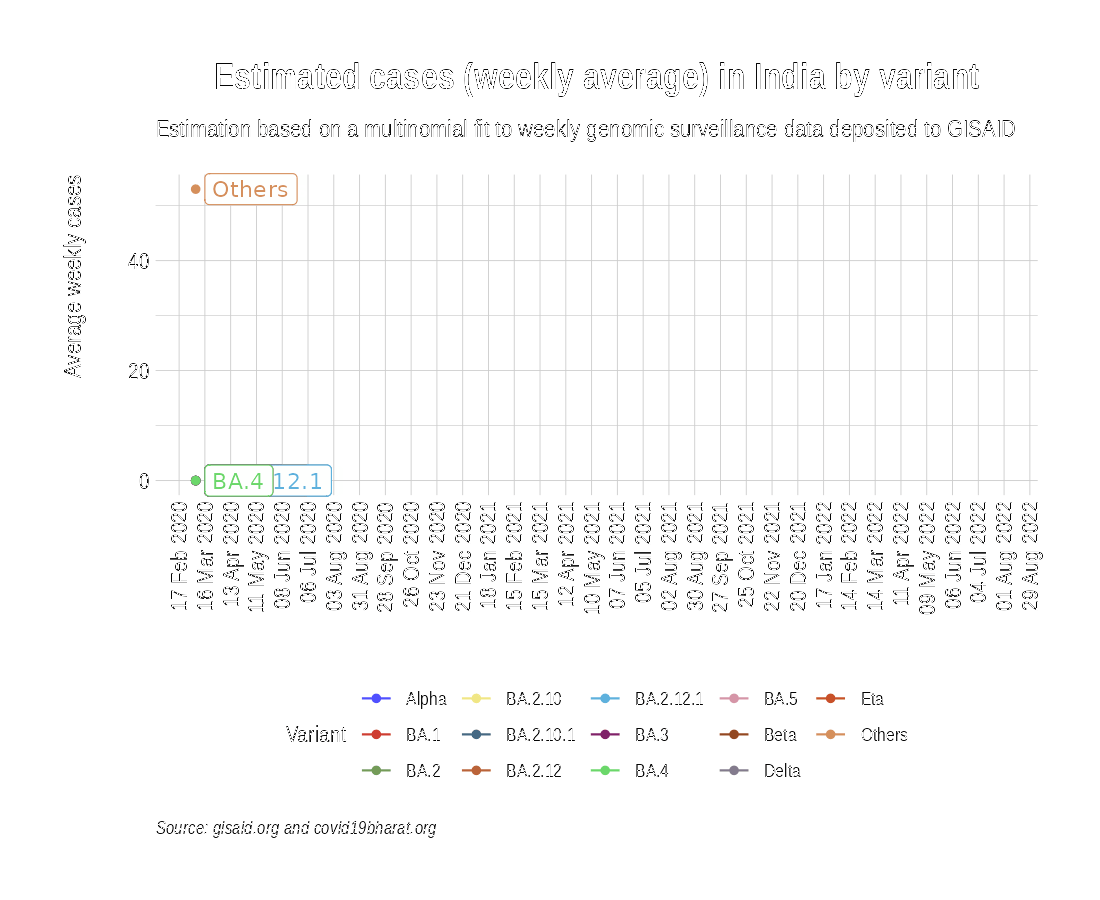 Estimated cases (weekly average) in India by variant
Estimation based on a multinomial fit to weekly genomic surveillance data deposited to GISAID
Average weekly cases
Others
40
20
0
BA.4
12.1
17 Feb 2020
16 Mar 2020
13 Apr 2020
11 May 2020
08 Jun 2020
06 Jul 2020
03 Aug 2020
31 Aug 2020
28 Sep 2020
26 Oct 2020
23 Nov 2020
21 Dec 2020
18 Jan 2021
15 Feb 2021
15 Mar 2021
12 Apr 2021
10 May 2021
07 Jun 2021
05 Jul 2021
02 Aug 2021
30 Aug 2021
27 Sep 2021
25 Oct 2021
22 Nov 2021
20 Dec 2021
17 Jan 2022
14 Feb 2022
14 Mar 2022
11 Apr 2022
09 May 2022
06 Jun 2022
04 Jul 2022
01 Aug 2022
29 Aug 2022
Variant
Alpha
BA.1
BA.2
BA.2.10
BA.2.10.1
BA.2.12
BA.2.12.1
BA.3
BA.4
BA.5
Beta
Delta
Eta
Others
Source: gisaid.org and covid19bharat.org